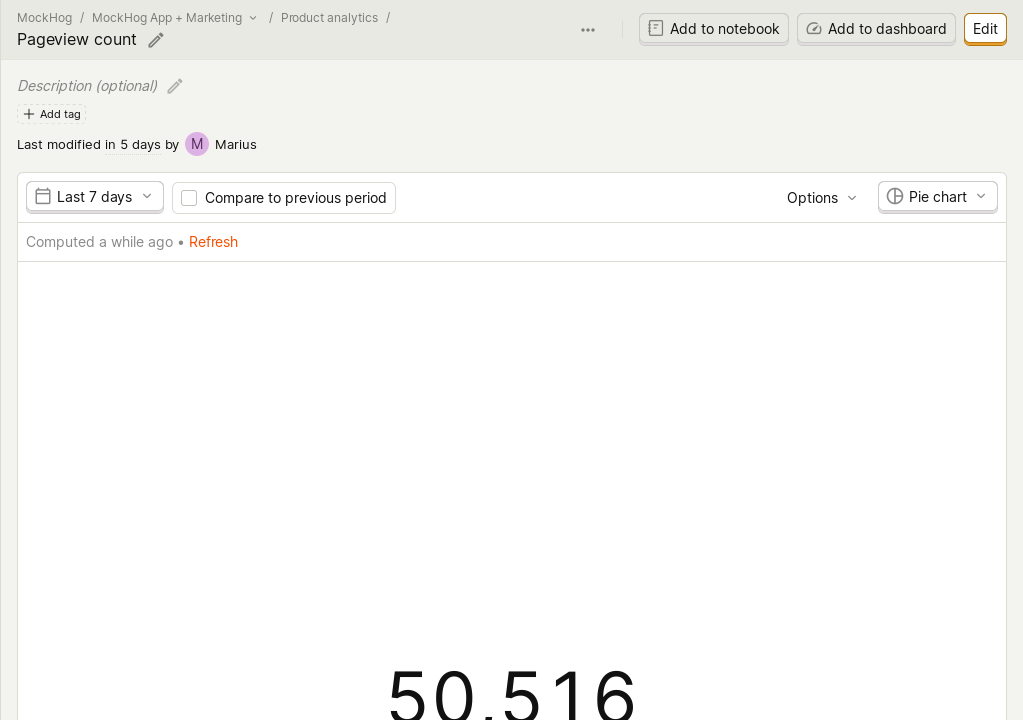 MockHog / MockHog App + Marketing / Product analytics /
Pageview count
Add to notebook
Add to dashboard
Edit
Description (optional)
Add tag
Last modified in 5 days by M Marius
Last 7 days
Compare to previous period
Options
Pie chart
Computed a while ago • Refresh
50,516